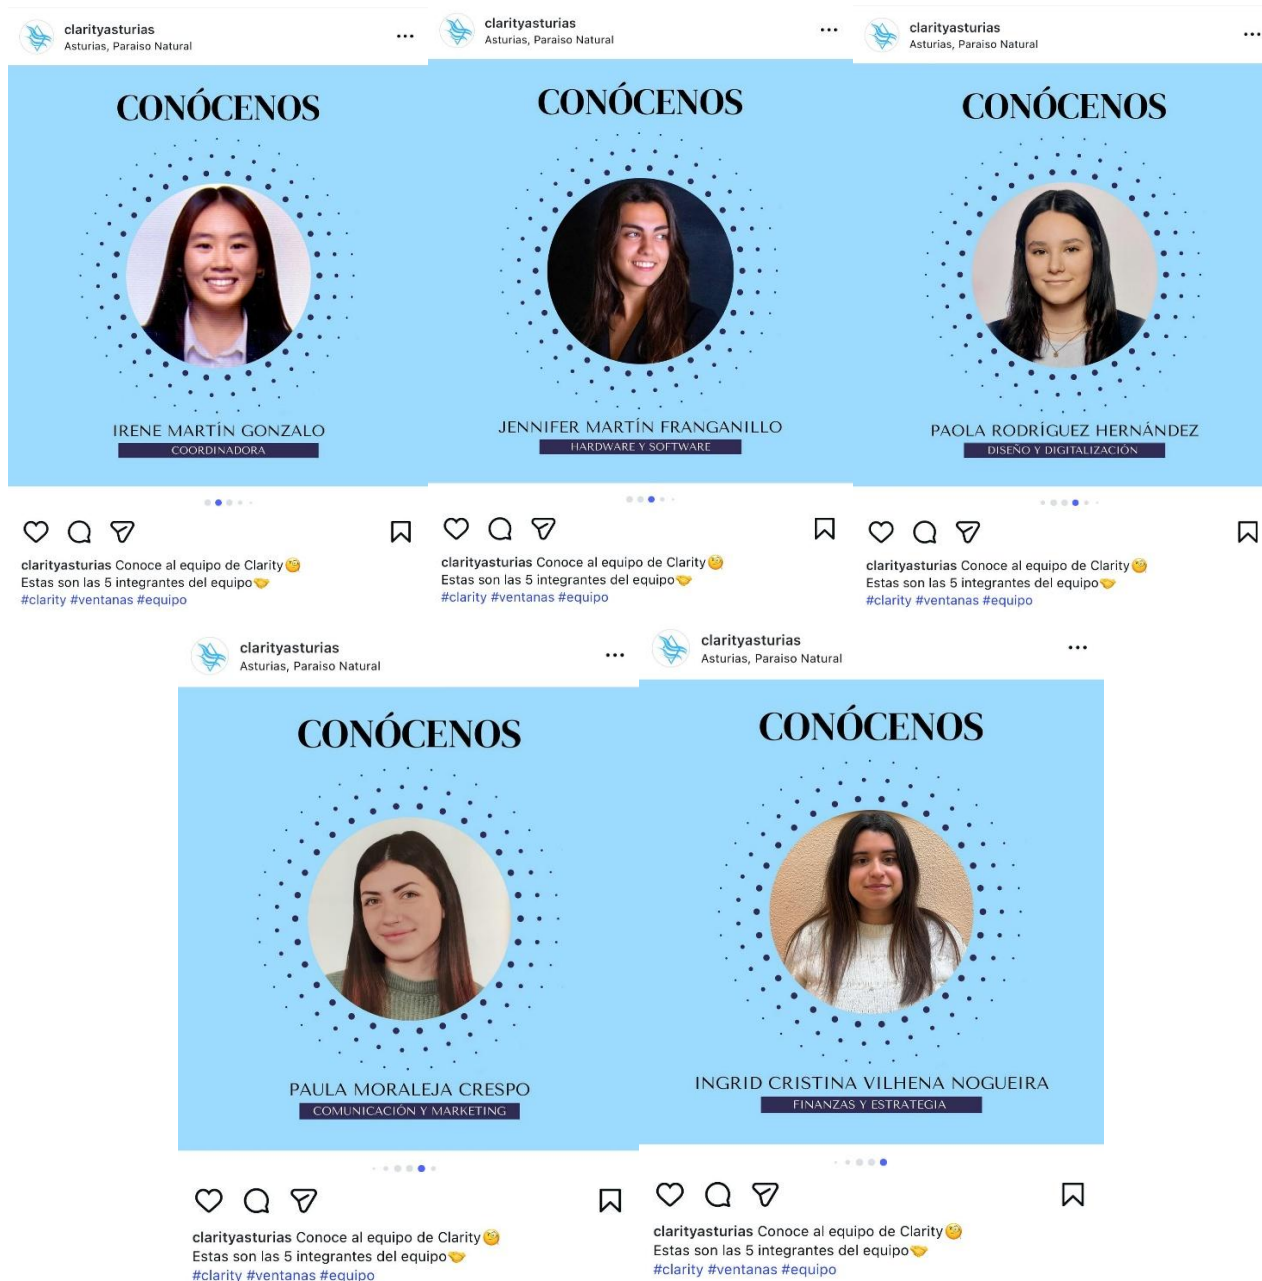 clarityasturias
Asturias, Paraiso Natural
CONÓCENOS
IRENE MARTÍN GONZALO
COORDINADORA
clarityasturias Conoce al equipo de Clarity🧐
Estas son las 5 integrantes del equipo🤝
#clarity #ventanas #equipo
clarityasturias
Asturias, Paraiso Natural
CONÓCENOS
JENNIFER MARTÍN FRANGANILLO
HARDWARE Y SOFTWARE
clarityasturias Conoce al equipo de Clarity🧐
Estas son las 5 integrantes del equipo🤝
#clarity #ventanas #equipo
clarityasturias
Asturias, Paraiso Natural
CONÓCENOS
PAOLA RODRÍGUEZ HERNÁNDEZ
DISEÑO Y DIGITALIZACIÓN
clarityasturias Conoce al equipo de Clarity🧐
Estas son las 5 integrantes del equipo🤝
#clarity #ventanas #equipo
clarityasturias
Asturias, Paraiso Natural
CONÓCENOS
PAULA MORALEJA CRESPO
COMUNICACIÓN Y MARKETING
clarityasturias Conoce al equipo de Clarity🧐
Estas son las 5 integrantes del equipo🤝
#clarity #ventanas #equipo
clarityasturias
Asturias, Paraiso Natural
CONÓCENOS
INGRID CRISTINA VILHENA NOGUEIRA
FINANZAS Y ESTRATEGIA
clarityasturias Conoce al equipo de Clarity🧐
Estas son las 5 integrantes del equipo🤝
#clarity #ventanas #equipo